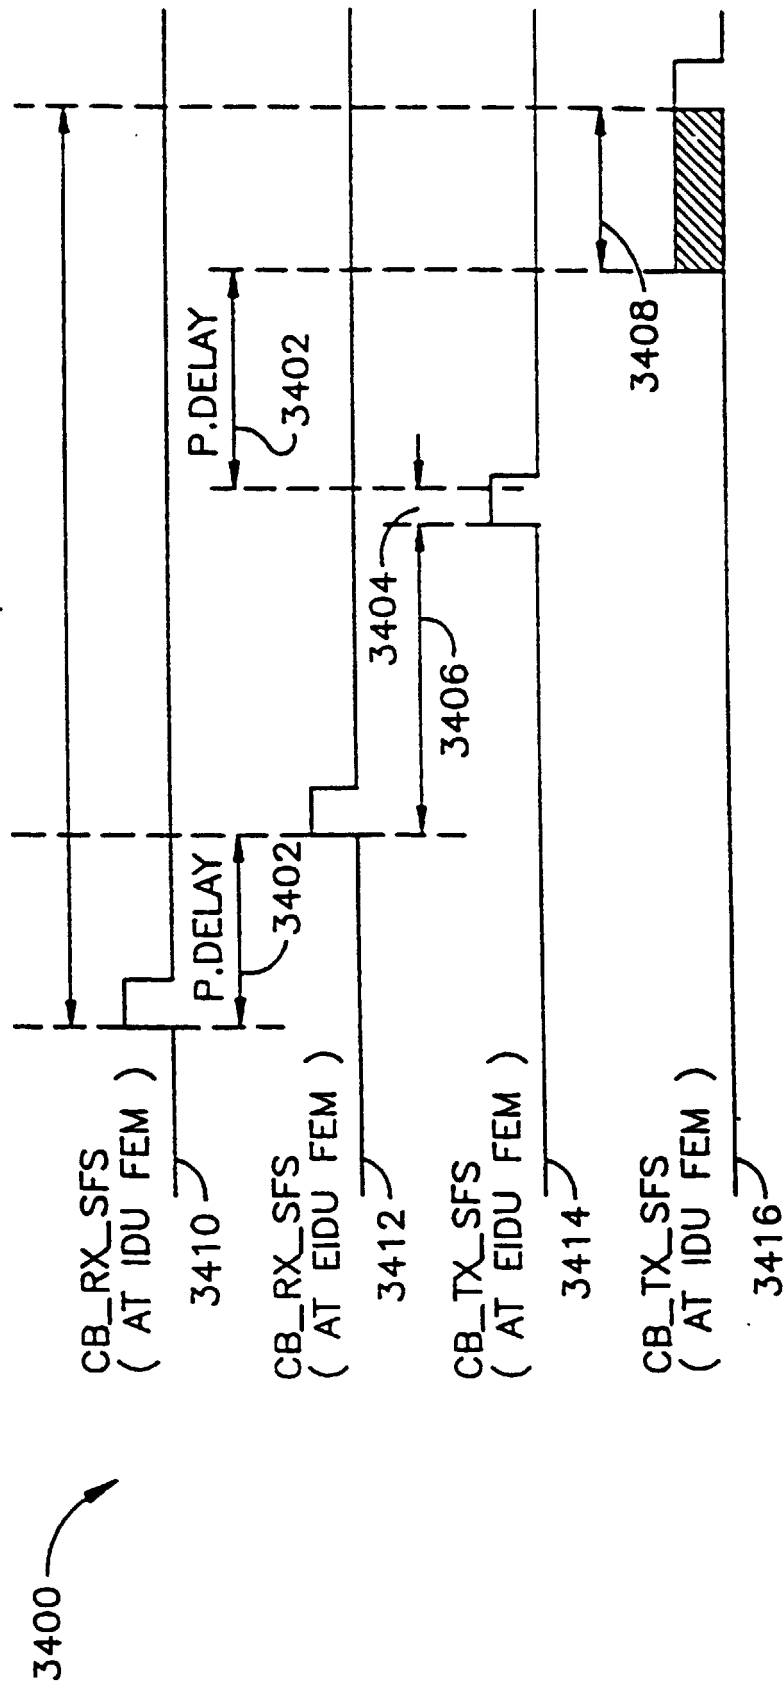 3400
CB_RX_SFS
( AT IDU FEM )
3410
P.DELAY
3402
P.DELAY
3402
CB_RX_SFS
( AT EIDU FEM )
3412
3404
3406
CB_TX_SFS
( AT EIDU FEM )
3414
3408
CB_TX_SFS
( AT IDU FEM )
3416